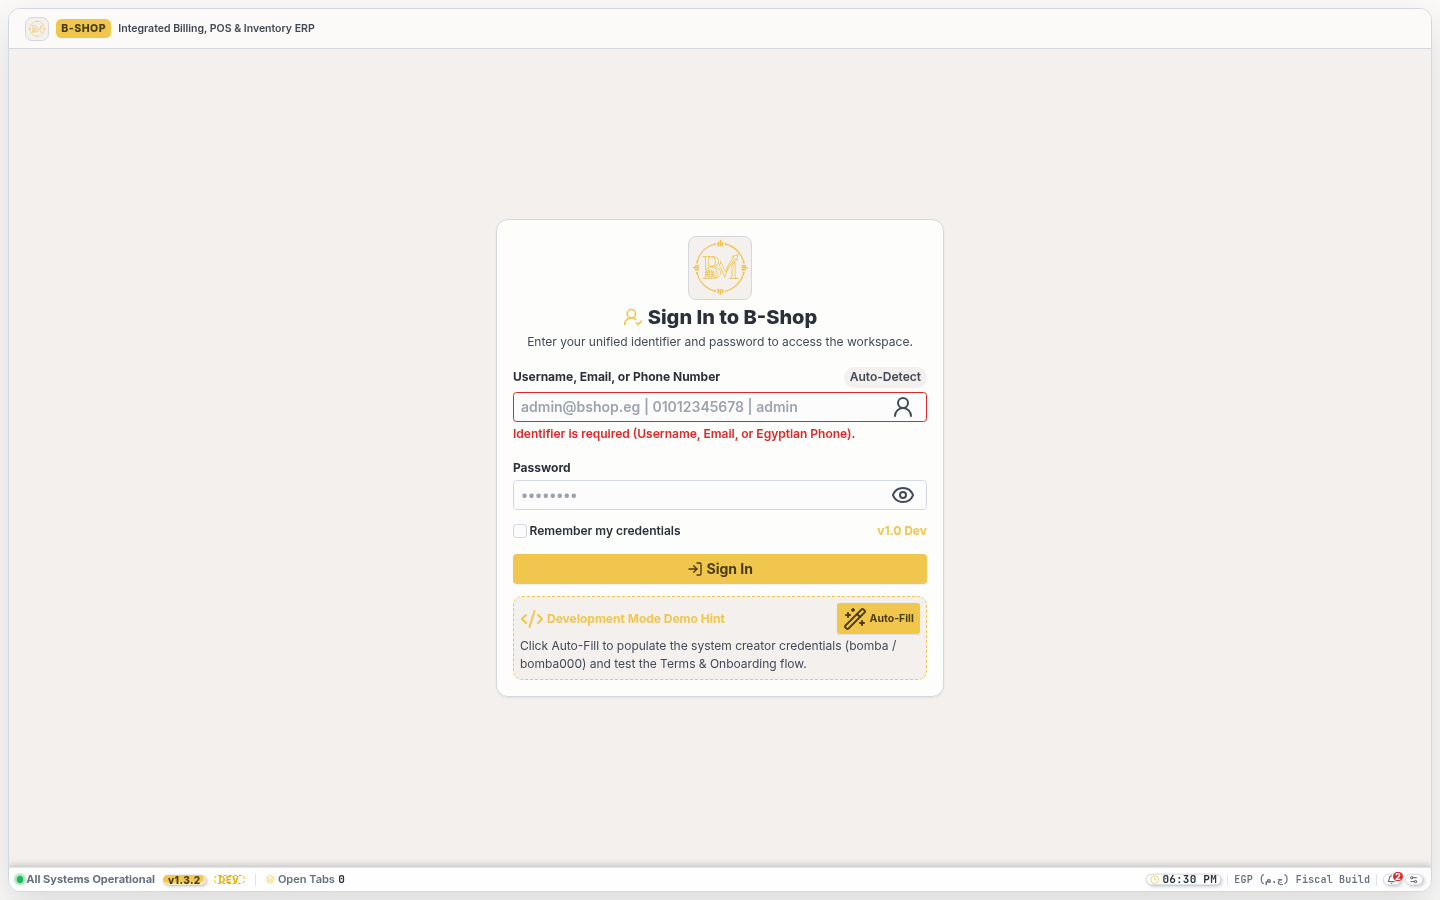 B-SHOP Integrated Billing, POS & Inventory ERP
BM
Sign In to B-Shop
Enter your unified identifier and password to access the workspace.
Username, Email, or Phone Number Auto-Detect
admin@bshop.eg | 01012345678 | admin
Identifier is required (Username, Email, or Egyptian Phone).
Password
••••••••
Remember my credentials v1.0 Dev
Sign In
Development Mode Demo Hint Auto-Fill
Click Auto-Fill to populate the system creator credentials (bomba /
bomba000) and test the Terms & Onboarding flow.
All Systems Operational v1.3.2 DEV Open Tabs 0 06:30 PM EGP (ج.م) Fiscal Build 2